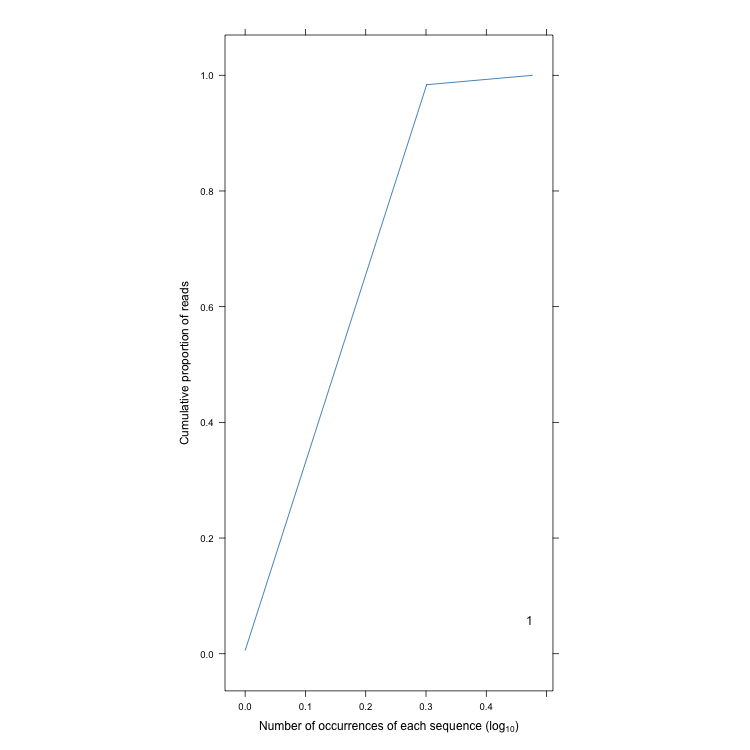 1.0
0.8
0.6
0.4
0.2
0.0
Cumulative proportion of reads
1
0.0 0.1 0.2 0.3 0.4
Number of occurrences of each sequence (log₁₀)